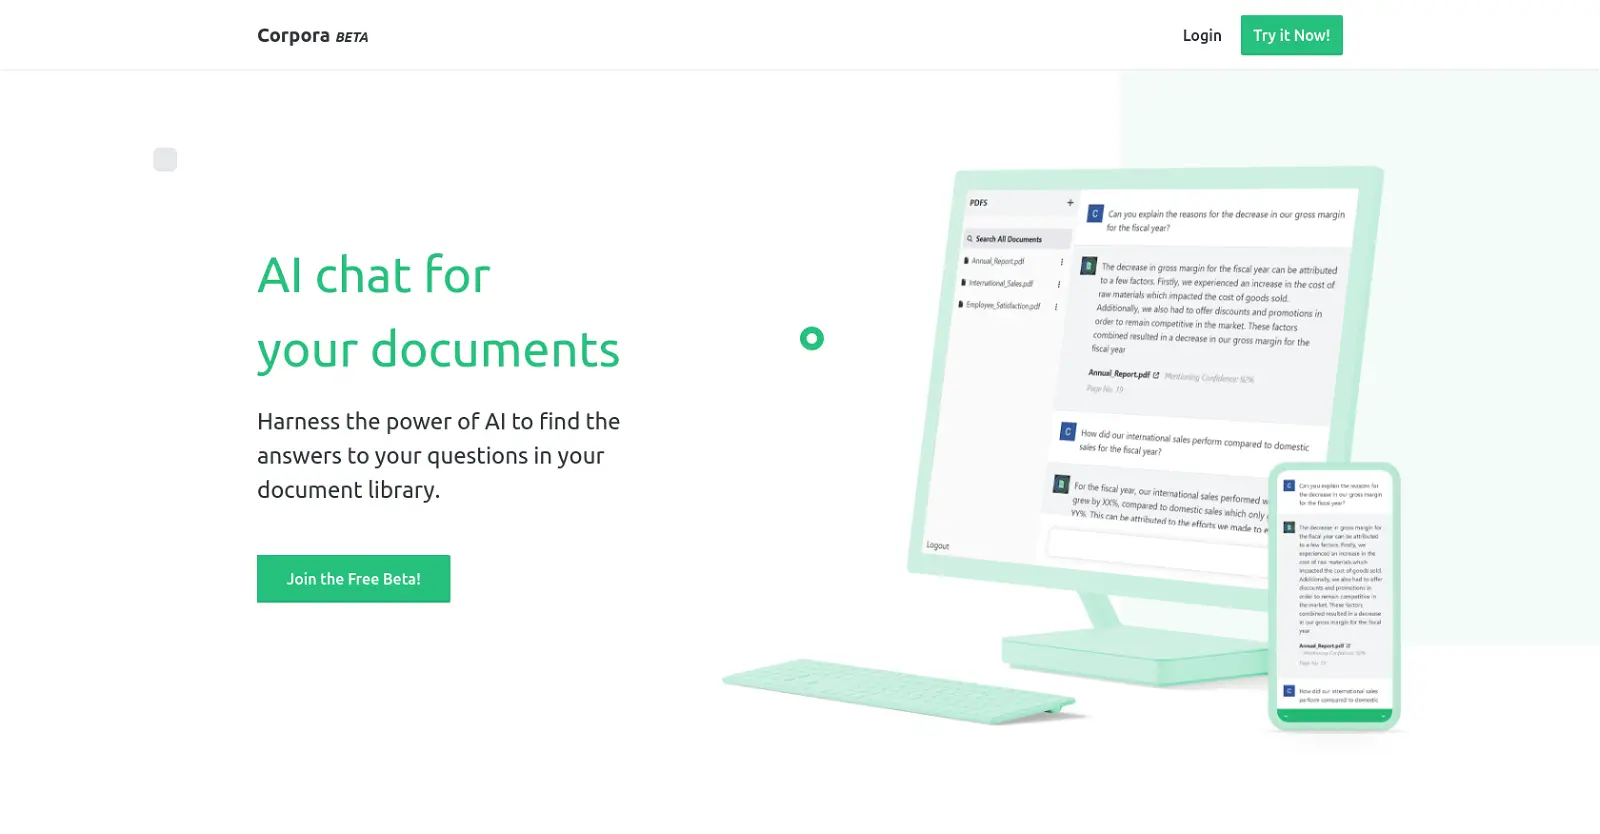 Corpora BETA
Login
Try it Now!
AI chat for
your documents
Harness the power of AI to find the
answers to your questions in your
document library.
Join the Free Beta!
PDFS
+
Search All Documents
Annual_Report.pdf
International_Sales.pdf
Employee_Satisfaction.pdf
Logout
C
Can you explain the reasons for the decrease in our gross margin
for the fiscal year?
The decrease in gross margin for the fiscal year can be attributed
to a few factors. Firstly, we experienced an increase in the cost of
raw materials which impacted the cost of goods sold.
Additionally, we also had to offer discounts and promotions in
order to remain competitive in the market. These factors
combined resulted in a decrease in our gross margin for the
fiscal year
Annual_Report.pdf Mentioning Confidence: 92%
Page No. 19
C
How did our international sales perform compared to domestic
sales for the fiscal year?
For the fiscal year, our international sales performed
grew by XX%, compared to domestic sales which only
YY%. This can be attributed to the efforts we made to
C
Can you explain the reasons for
the decrease in our gross margin
for the fiscal year?
The decrease in gross margin for
the fiscal year can be attributed
to a few factors. Firstly, we
experienced an increase in the
cost of raw materials which
impacted the cost of goods sold.
Additionally, we also had to offer
discounts and promotions in
order to remain competitive in
the market. These factors
combined resulted in a decrease
in our gross margin for the fiscal
year
Annual_Report.pdf
Mentioning Confidence: 92%
Page No. 19
C
How did our international sales
perform compared to domestic